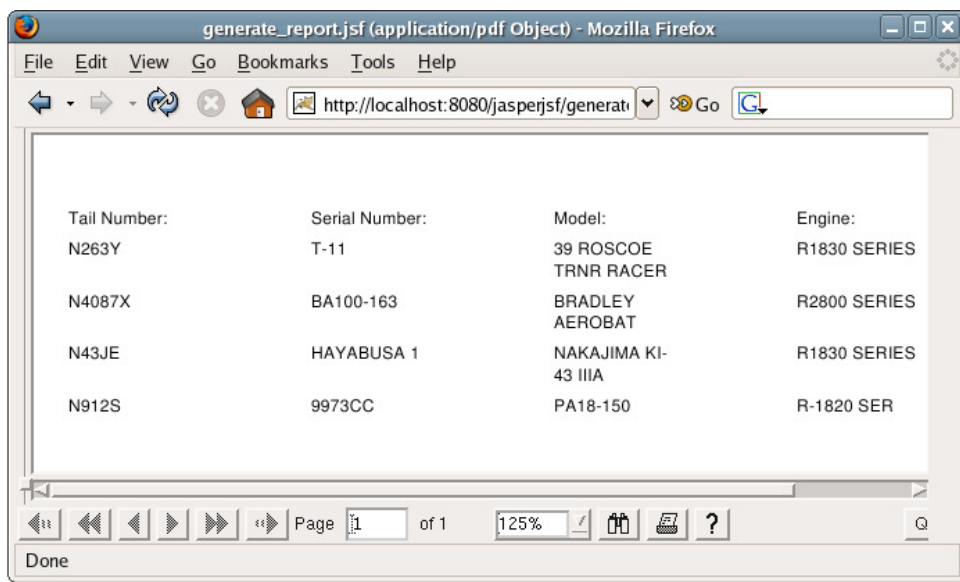 generate_report.jsf (application/pdf Object) - Mozilla Firefox
File Edit View Go Bookmarks Tools Help
http://localhost:8080/jasperjsf/generat Go G
Tail Number: Serial Number: Model: Engine:
N263Y T-11 39 ROSCOE R1830 SERIES
TRNR RACER
N4087X BA100-163 BRADLEY R2800 SERIES
AEROBAT
N43JE HAYABUSA 1 NAKAJIMA KI- R1830 SERIES
43 IIIA
N912S 9973CC PA18-150 R-1820 SER
Page 1 of 1 125% ? Q
Done